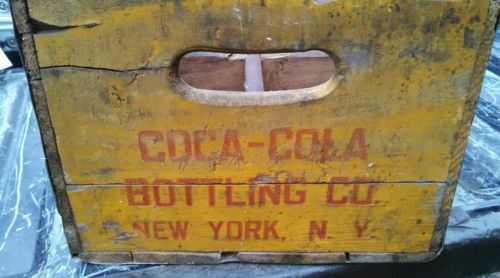 COCA-COLA
BOTTLING CO.
NEW YORK, N. Y.